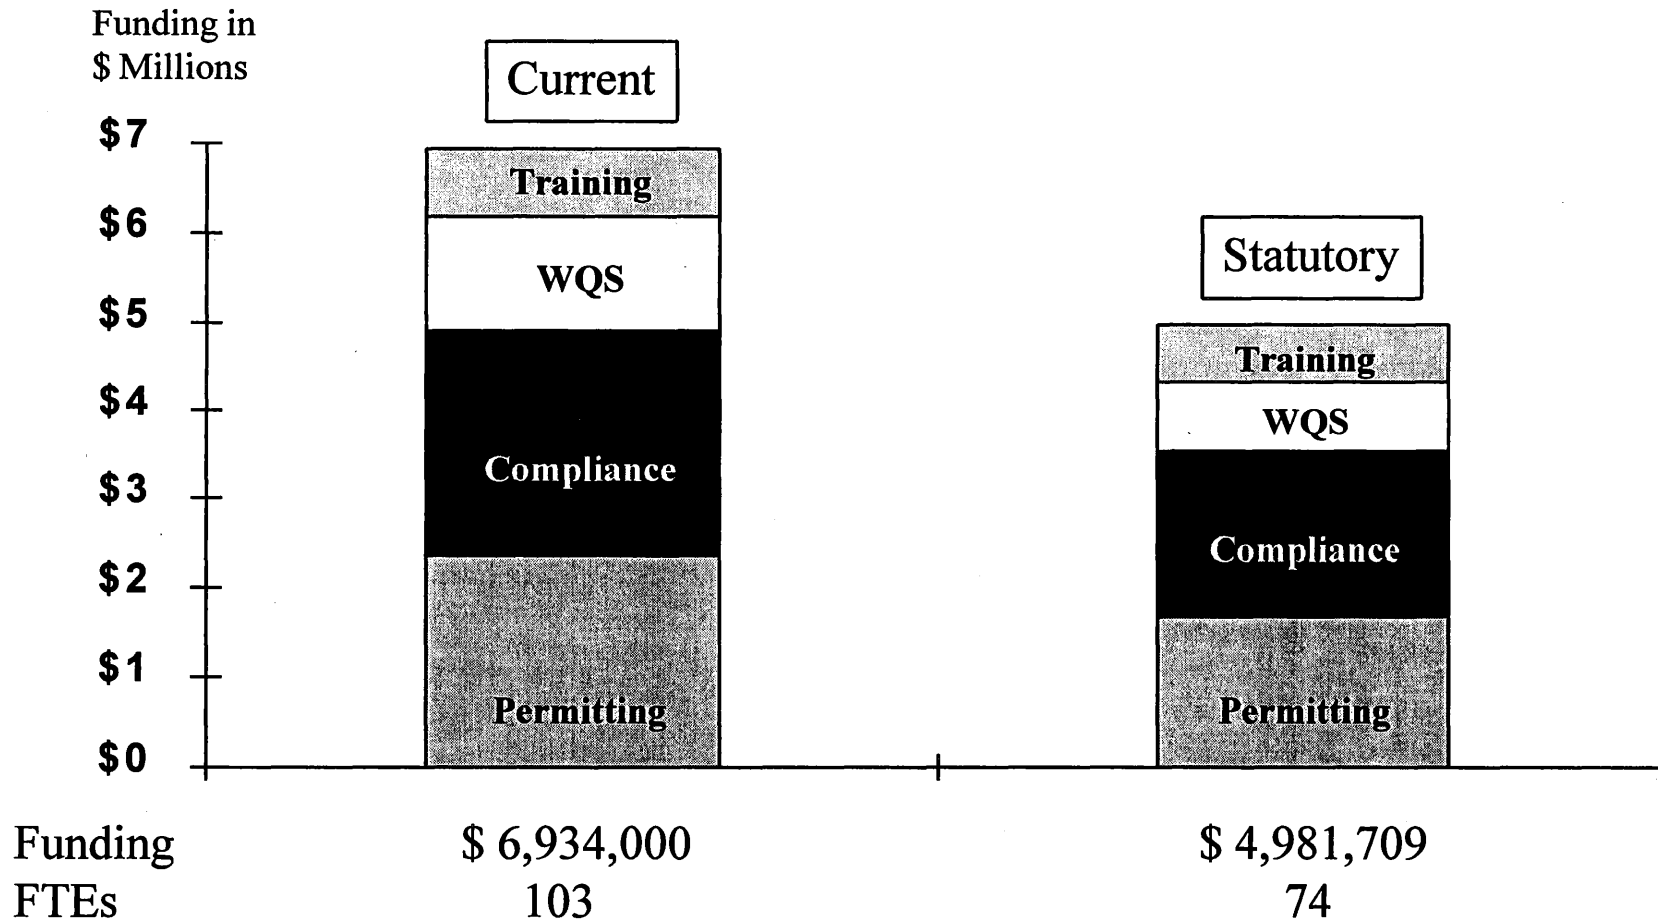 Funding in
$ Millions
Current
$7
Training
$6
WQS
Statutory
$5
Training
$4
WQS
Compliance
$3
Compliance
$2
$1
Permitting
Permitting
$0
Funding $ 6,934,000 $ 4,981,709
FTEs 103 74